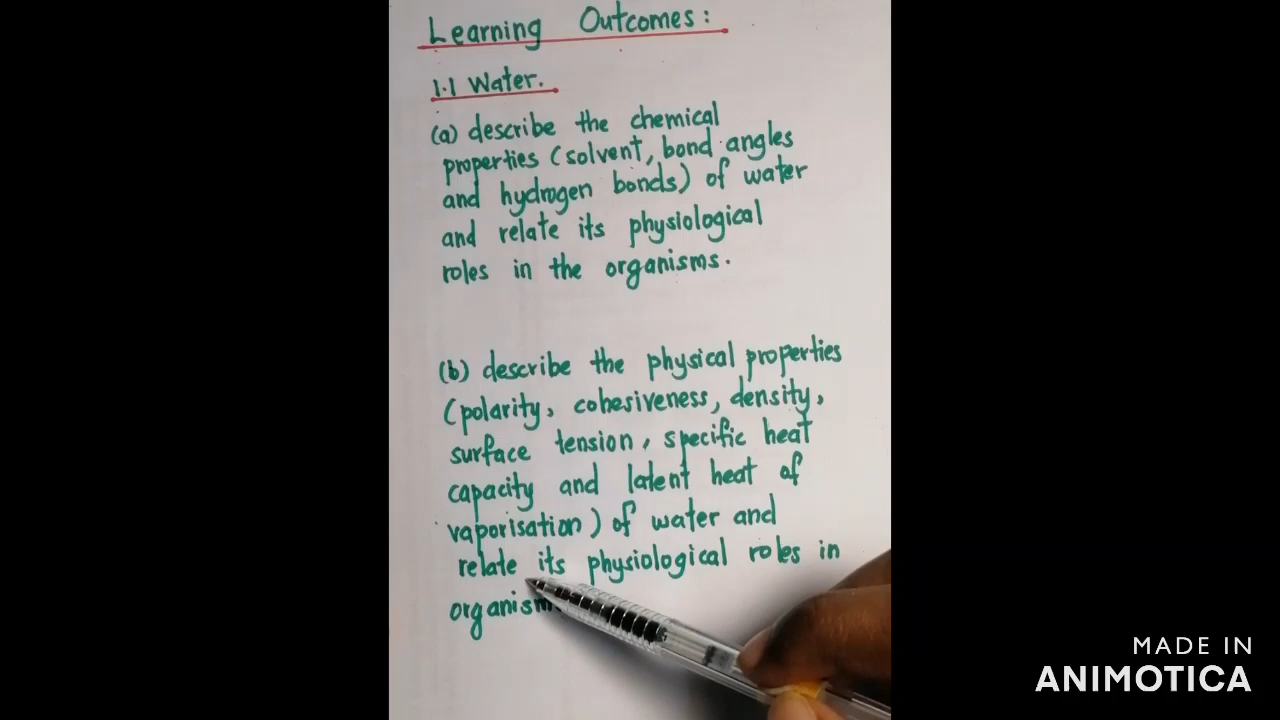 Learning Outcomes:
1.1 Water.
(a) describe the chemical
properties (solvent, bond angles
and hydrogen bonds) of water
and relate its physiological
roles in the organisms.
(b) describe the physical properties
(polarity, cohesiveness, density,
surface tension, specific heat
capacity and latent heat of
vaporisation) of water and
relate its physiological roles in
MADE IN
ANIMOTICA